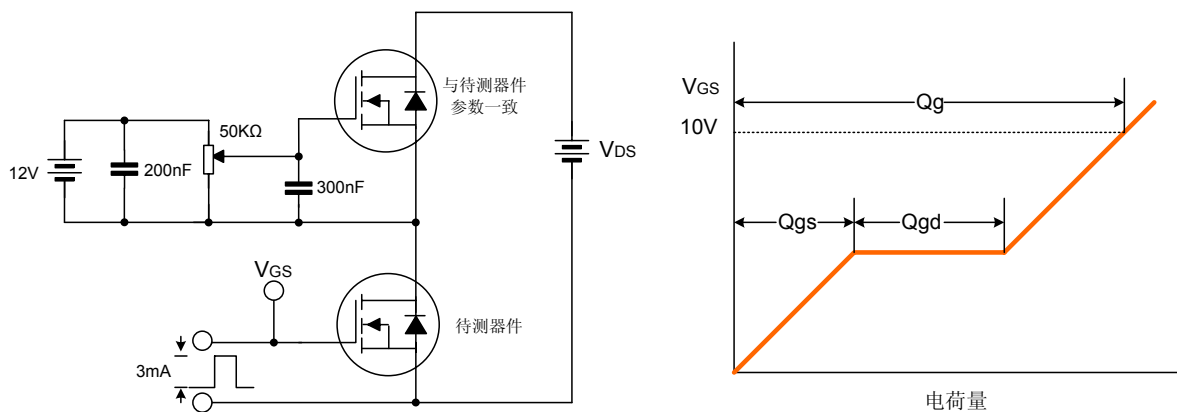 与待测器件
参数一致
50KΩ
12V
200nF
300nF
VDS
VGS
待测器件
3mA
VGS
10V
Qg
Qgs
Qgd
电荷量